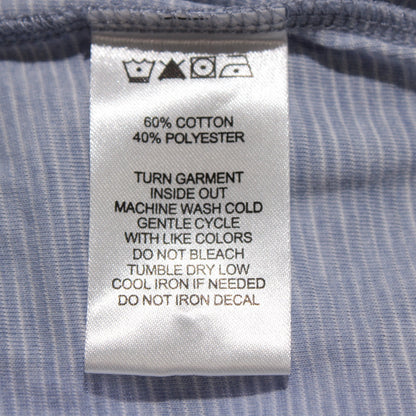 60% COTTON
40% POLYESTER
TURN GARMENT
INSIDE OUT
MACHINE WASH COLD
GENTLE CYCLE
WITH LIKE COLORS
DO NOT BLEACH
TUMBLE DRY LOW
COOL IRON IF NEEDED
DO NOT IRON DECAL